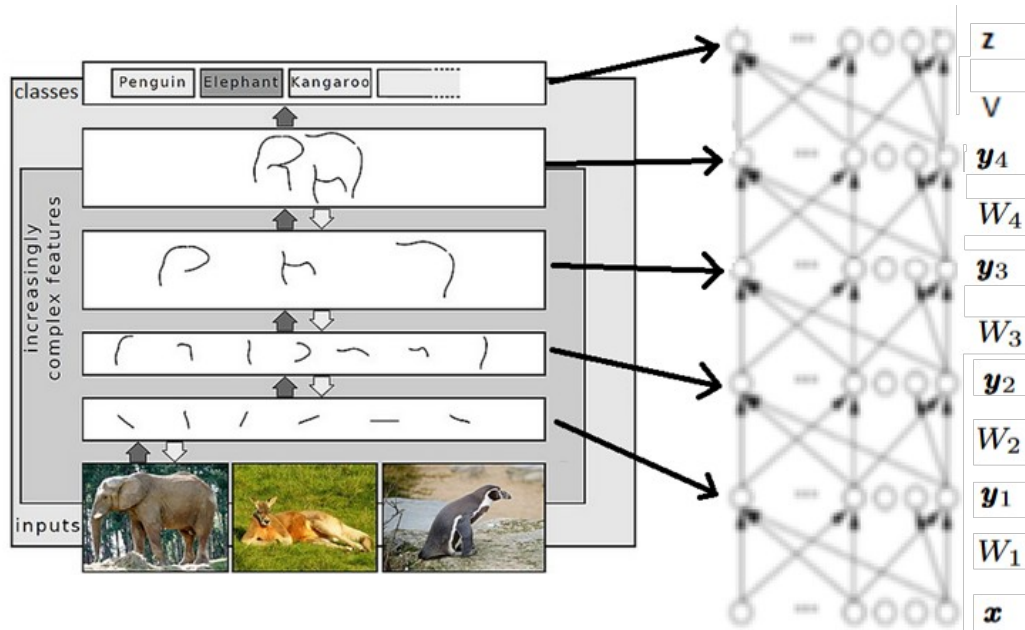 classes
Penguin Elephant Kangaroo
increasingly
complex features
inputs
z
V
y4
W4
y3
W3
y2
W2
y1
W1
x